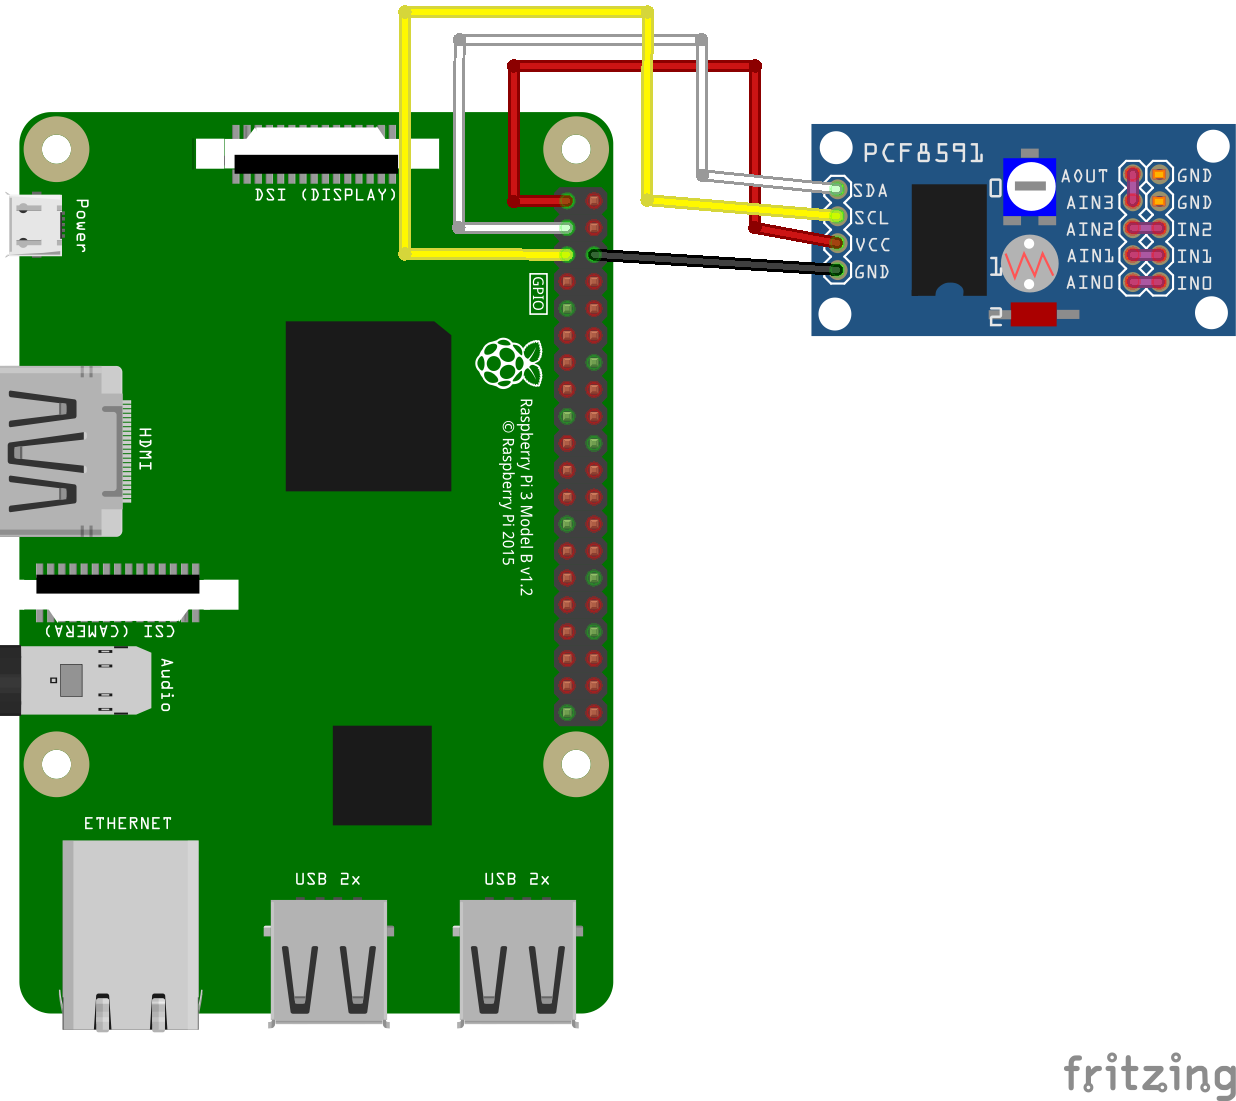 DSI (DISPLAY)
Power
PCF8591
SDA
SCL
VCC
GND
0
1
2
AOUT
AIN3
AIN2
AIN1
AIN0
GND
GND
IN2
IN1
IN0
GPIO
Raspberry Pi 3 Model B v1.2
© Raspberry Pi 2015
HDMI
CSI (CAMERA)
Audio
ETHERNET
USB 2x
USB 2x
fritzing